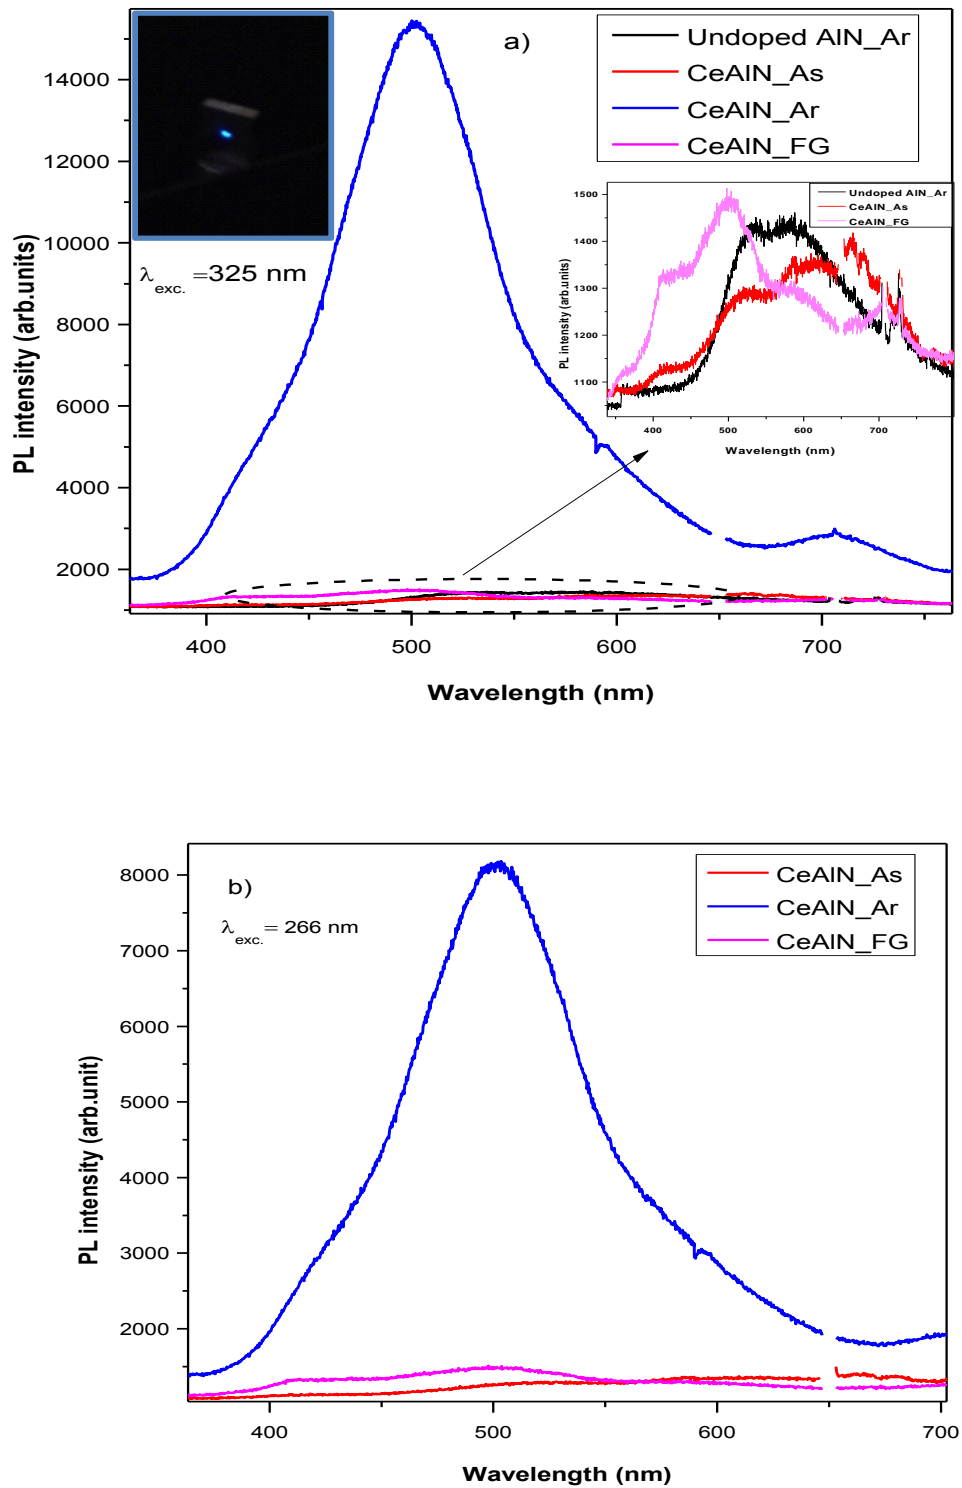 a)
Undoped AlN_Ar
CeAlN_As
CeAlN_Ar
CeAlN_FG
λexc. =325 nm
PL intensity (arb.units)
14000
12000
10000
8000
6000
4000
2000
400
500
600
700
Wavelength (nm)
Undoped AlN_Ar
CeAlN_As
CeAlN_FG
PL intensity (arb.units)
1500
1400
1300
1200
1100
400
500
600
700
Wavelength (nm)
b)
λexc. = 266 nm
CeAlN_As
CeAlN_Ar
CeAlN_FG
PL intensity (arb.unit)
8000
7000
6000
5000
4000
3000
2000
400
500
600
700
Wavelength (nm)